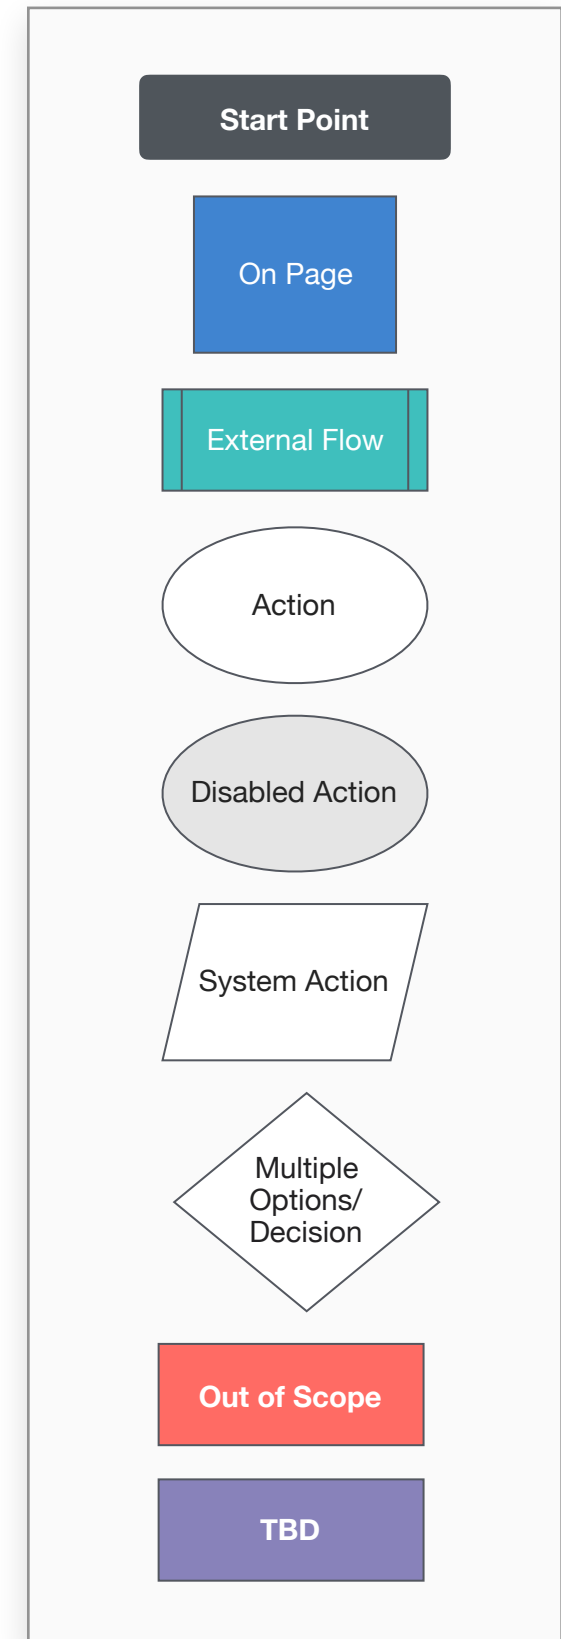 Start Point
On Page
External Flow
Action
Disabled Action
System Action
Multiple
Options/
Decision
Out of Scope
TBD